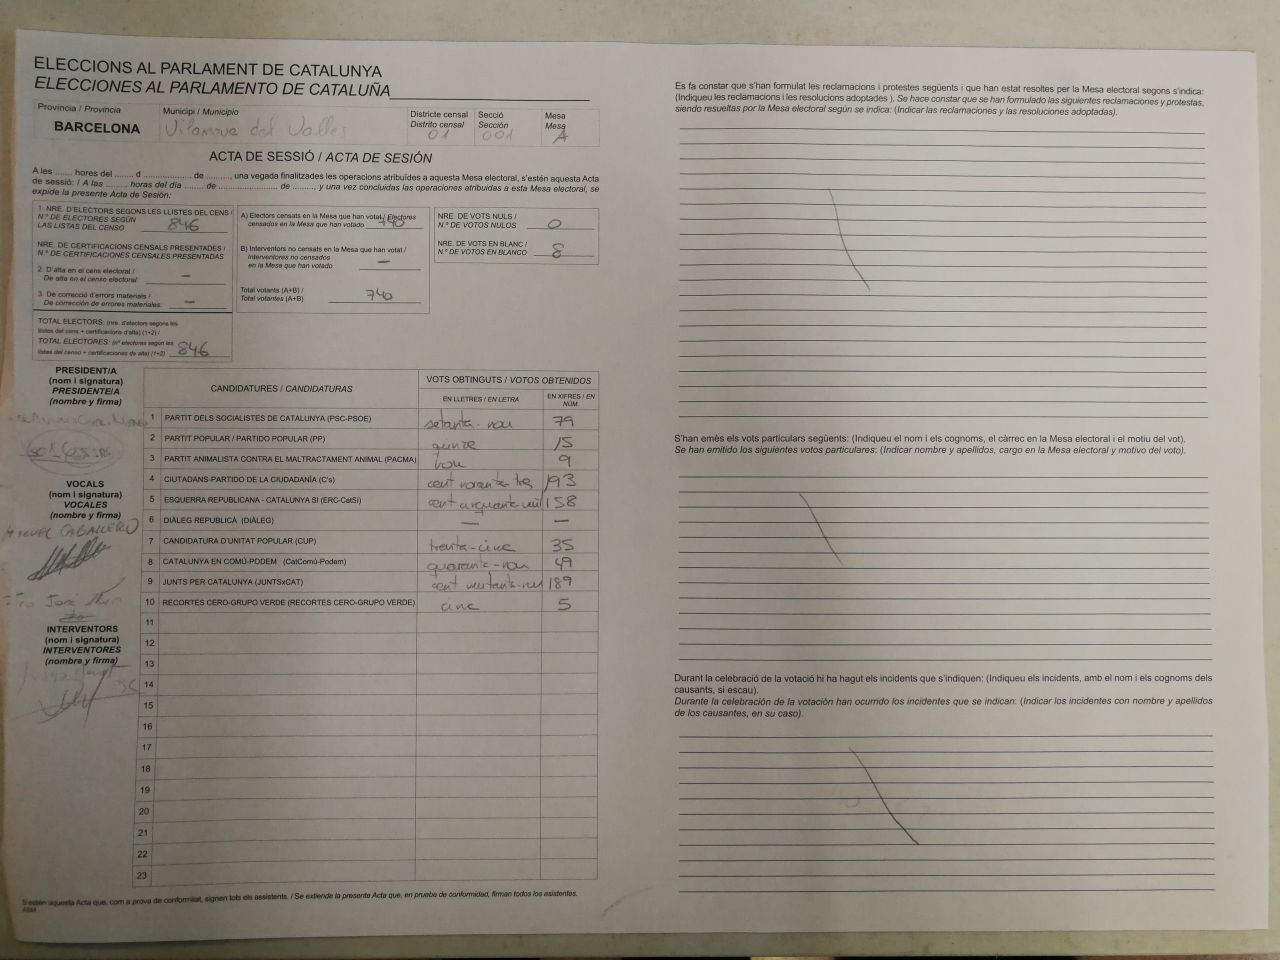 ELECCIONS AL PARLAMENT DE CATALUNYA
ELECCIONES AL PARLAMENTO DE CATALUÑA
Província / Provincia
BARCELONA
Municipi / Municipio
Vilanova del Vallès
Districte censal
Distrito censal
01
Secció
Sección
001
Mesa
Mesa
A
ACTA DE SESSIÓ / ACTA DE SESIÓN
A les ....... hores del ...... d ...................... de ........., una vegada finalitzades les operacions atribuïdes a aquesta Mesa electoral, s'estén aquesta Acta
de sessió: / A las ........ horas del día ....... de ........................ de ........., y una vez concluidas las operaciones atribuidas a esta Mesa electoral, se
expide la presente Acta de Sesión:
1. NRE. D'ELECTORS SEGONS LES LLISTES DEL CENS /
N.º DE ELECTORES SEGÚN
LAS LISTAS DEL CENSO 846
NRE. DE CERTIFICACIONS CENSALS PRESENTADES /
N.º DE CERTIFICACIONES CENSALES PRESENTADAS
2. D'alta en el cens electoral /
De alta en el censo electoral: –
3. De correcció d'errors materials /
De corrección de errores materiales: –
TOTAL ELECTORS: (nre. d'electors segons les
llistes del cens + certificacions d'alta) (1+2) /
TOTAL ELECTORES: (nº electores según las
listas del censo + certificaciones de alta) (1+2) 846
A) Electors censats en la Mesa que han votat / Electores
censados en la Mesa que han votado 740
B) Interventors no censats en la Mesa que han votat /
Interventores no censados
en la Mesa que han votado –
Total votants (A+B) /
Total votantes (A+B) 740
NRE. DE VOTS NULS /
N.º DE VOTOS NULOS 0
NRE. DE VOTS EN BLANC /
N.º DE VOTOS EN BLANCO 8
PRESIDENT/A
(nom i signatura)
PRESIDENTE/A
(nombre y firma)
VOCALS
(nom i signatura)
VOCALES
(nombre y firma)
MIGUEL CABALLERO
José
INTERVENTORS
(nom i signatura)
INTERVENTORES
(nombre y firma)
CANDIDATURES / CANDIDATURAS
VOTS OBTINGUTS / VOTOS OBTENIDOS
EN LLETRES / EN LETRA
EN XIFRES / EN NÚM.
1 PARTIT DELS SOCIALISTES DE CATALUNYA (PSC-PSOE) setanta-nou 79
2 PARTIT POPULAR / PARTIDO POPULAR (PP) quinze 15
3 PARTIT ANIMALISTA CONTRA EL MALTRACTAMENT ANIMAL (PACMA) nou 9
4 CIUTADANS-PARTIDO DE LA CIUDADANÍA (C's) cent noranta tres 193
5 ESQUERRA REPUBLICANA - CATALUNYA SÍ (ERC-CatSí) cent cinquanta-vuit 158
6 DIÀLEG REPUBLICÀ (DIÀLEG) — –
7 CANDIDATURA D'UNITAT POPULAR (CUP) trenta-cinc 35
8 CATALUNYA EN COMÚ-PODEM (CatComú-Podem) quaranta-nou 49
9 JUNTS PER CATALUNYA (JUNTSxCAT) cent vuitanta-nou 189
10 RECORTES CERO-GRUPO VERDE (RECORTES CERO-GRUPO VERDE) cinc 5
11
12
13
14
15
16
17
18
19
20
21
22
23
S'estén aquesta Acta que, com a prova de conformitat, signen tots els assistents. / Se extiende la presente Acta que, en prueba de conformidad, firman todos los asistentes.
Es fa constar que s'han formulat les reclamacions i protestes següents i que han estat resoltes per la Mesa electoral segons s'indica:
(Indiqueu les reclamacions i les resolucions adoptades ). Se hace constar que se han formulado las siguientes reclamaciones y protestas,
siendo resueltas por la Mesa electoral según se indica: (Indicar las reclamaciones y las resoluciones adoptadas).
S'han emès els vots particulars següents: (Indiqueu el nom i els cognoms, el càrrec en la Mesa electoral i el motiu del vot).
Se han emitido los siguientes votos particulares: (Indicar nombre y apellidos, cargo en la Mesa electoral y motivo del voto).
Durant la celebració de la votació hi ha hagut els incidents que s'indiquen: (Indiqueu els incidents, amb el nom i els cognoms dels
causants, si escau).
Durante la celebración de la votación han ocurrido los incidentes que se indican: (Indicar los incidentes con nombre y apellidos
de los causantes, en su caso).